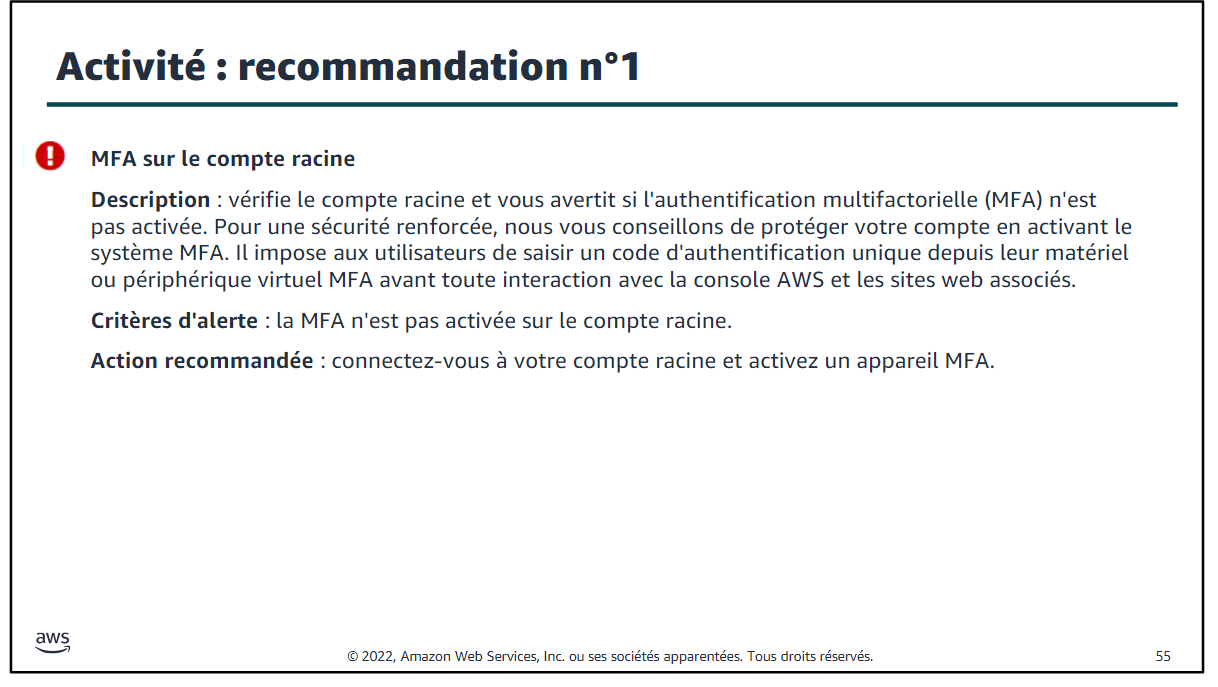 Activité : recommandation n°1
MFA sur le compte racine
Description : vérifie le compte racine et vous avertit si l'authentification multifactorielle (MFA) n'est
pas activée. Pour une sécurité renforcée, nous vous conseillons de protéger votre compte en activant le
système MFA. Il impose aux utilisateurs de saisir un code d'authentification unique depuis leur matériel
ou périphérique virtuel MFA avant toute interaction avec la console AWS et les sites web associés.
Critères d'alerte : la MFA n'est pas activée sur le compte racine.
Action recommandée : connectez-vous à votre compte racine et activez un appareil MFA.
aws
© 2022, Amazon Web Services, Inc. ou ses sociétés apparentées. Tous droits réservés.
55